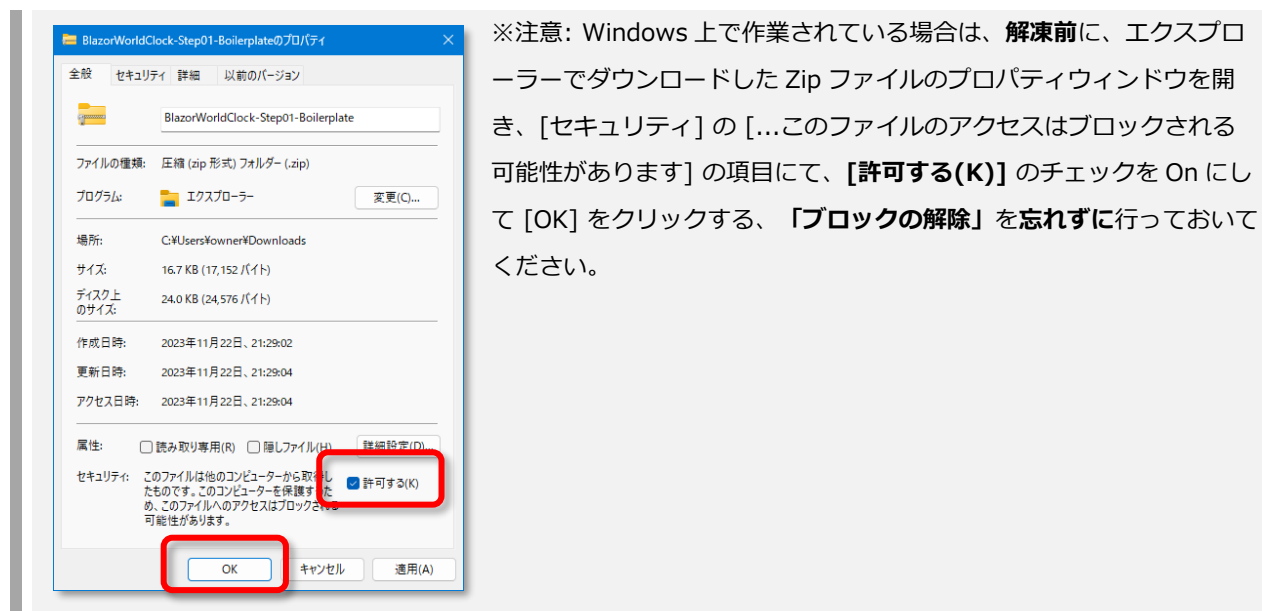 BlazorWorldClock-Step01-Boilerplateのプロパティ
全般 セキュリティ 詳細 以前のバージョン
BlazorWorldClock-Step01-Boilerplate
ファイルの種類: 圧縮 (zip 形式) フォルダー (.zip)
プログラム: エクスプローラー 変更(C)...
場所: C:¥Users¥owner¥Downloads
サイズ: 16.7 KB (17,152 バイト)
ディスク上
のサイズ: 24.0 KB (24,576 バイト)
作成日時: 2023年11月22日、21:29:02
更新日時: 2023年11月22日、21:29:04
アクセス日時: 2023年11月22日、21:29:04
属性: 読み取り専用(R) 隠しファイル(H) 詳細設定(D)...
セキュリティ: このファイルは他のコンピューターから取得し
たものです。このコンピューターを保護するた
め、このファイルへのアクセスはブロックされる
可能性があります。
許可する(K)
OK キャンセル 適用(A)
※注意: Windows 上で作業されている場合は、解凍前に、エクスプロ
ーラーでダウンロードした Zip ファイルのプロパティウィンドウを開
き、[セキュリティ] の [...このファイルのアクセスはブロックされる
可能性があります] の項目にて、[許可する(K)] のチェックを On にし
て [OK] をクリックする、「ブロックの解除」を忘れずに行っておいて
ください。